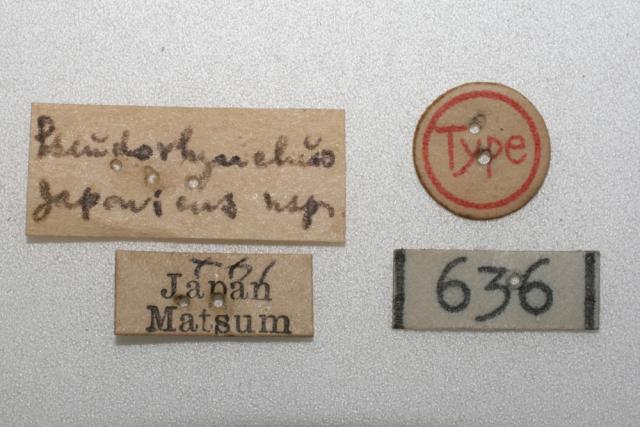 Pseudorhynchus
japonicus nsp.
Type
Japan
Matsum
636